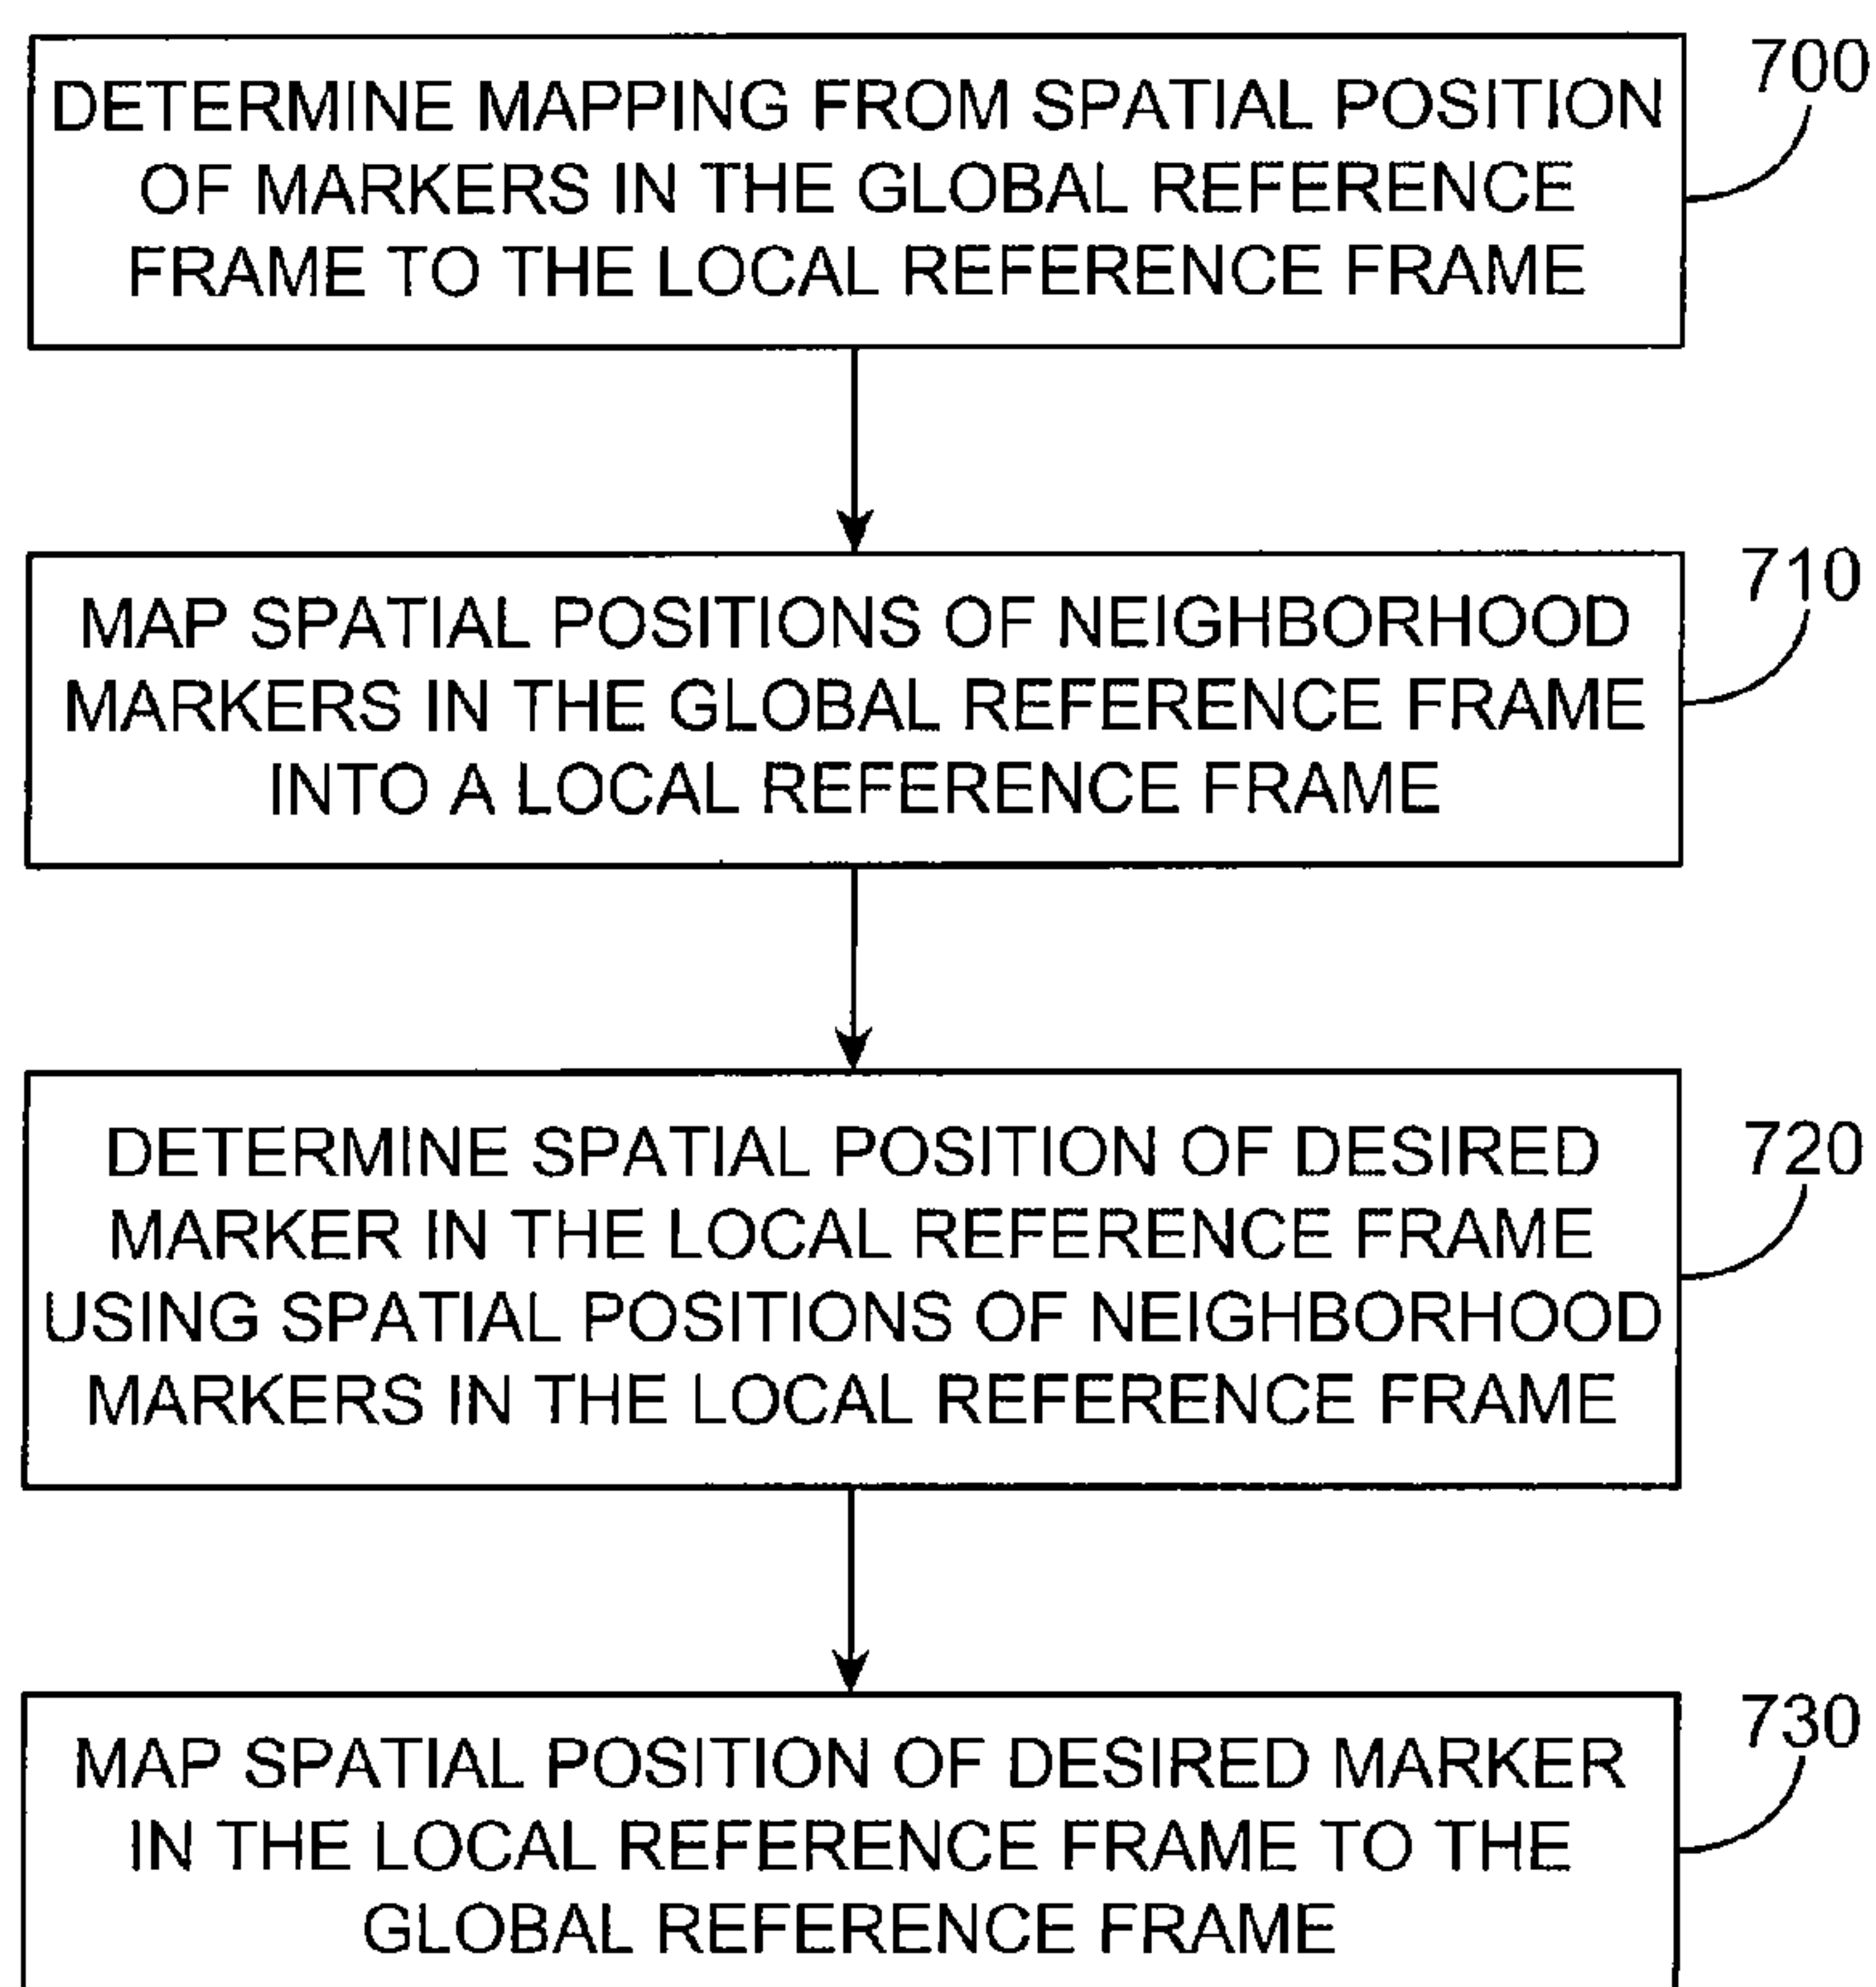 DETERMINE MAPPING FROM SPATIAL POSITION
OF MARKERS IN THE GLOBAL REFERENCE
FRAME TO THE LOCAL REFERENCE FRAME
700
MAP SPATIAL POSITIONS OF NEIGHBORHOOD
MARKERS IN THE GLOBAL REFERENCE FRAME
INTO A LOCAL REFERENCE FRAME
710
DETERMINE SPATIAL POSITION OF DESIRED
MARKER IN THE LOCAL REFERENCE FRAME
USING SPATIAL POSITIONS OF NEIGHBORHOOD
MARKERS IN THE LOCAL REFERENCE FRAME
720
MAP SPATIAL POSITION OF DESIRED MARKER
IN THE LOCAL REFERENCE FRAME TO THE
GLOBAL REFERENCE FRAME
730